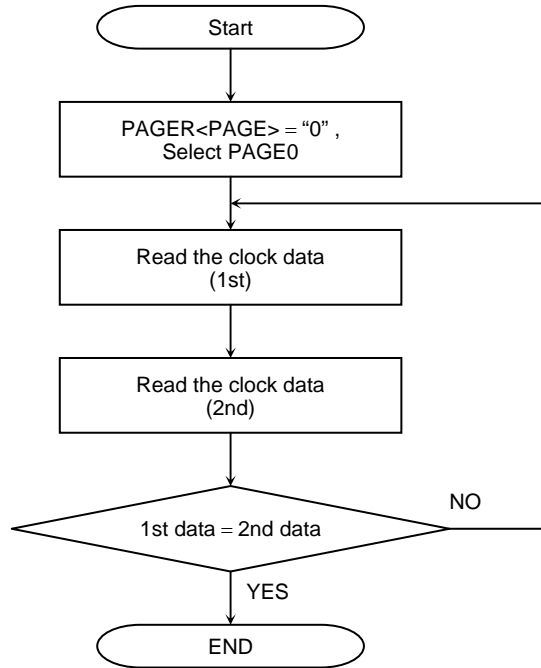 Start
PAGER<PAGE> = “0” ,
Select PAGE0
Read the clock data
(1st)
Read the clock data
(2nd)
1st data = 2nd data
NO
YES
END